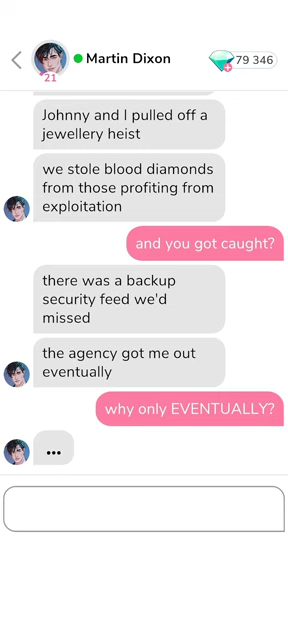 Martin Dixon
79 346
21
Johnny and I pulled off a
jewellery heist
we stole blood diamonds
from those profiting from
exploitation
and you got caught?
there was a backup
security feed we'd
missed
the agency got me out
eventually
why only EVENTUALLY?
...